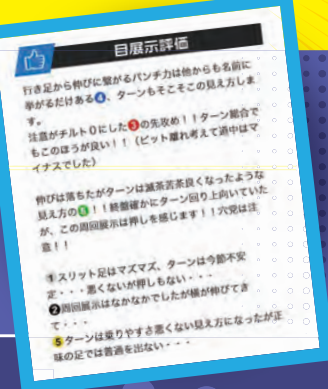 目展示評価
行き足から伸びに繋がるパンチ力は他からも名前に
挙がるだけある❹、ターンもそこそこの見え方しま
す。
注意がチルト0にした❸の先攻め！！ターン総合で
もこのほうが良い！！（ピット離れ考えて道中はマ
イナスでした）
伸びは落ちたがターンは滅茶苦茶良くなったような
見え方の❻！！終盤確かにターン回り上向いていた
が、この周回展示は押しを感じます！！穴党は注
意！！
①スリット足はマズマズ、ターンは今節不安
定・・・悪くないが押しもない・・・
❷周回展示はなかなかでしたが横が伸びてき
て・・・
❺ターンは乗りやすさ悪くない見え方になったが正
味の足では普通を出ない・・・